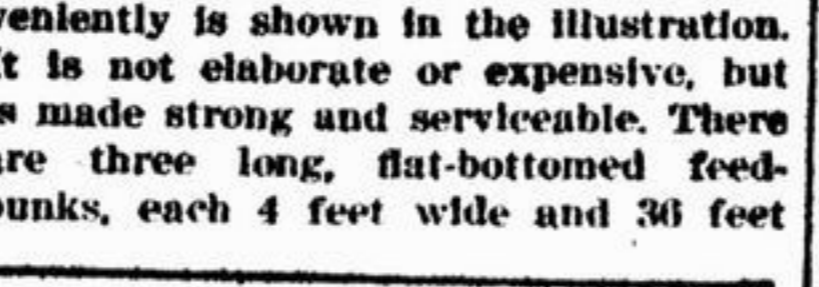 veniently is shown in the illustration.
t is not elaborate or expensive, but
s made strong and serviceable. There
re three long, flat-bottomed feed-
unks, each 4 feet wide and 36 feet